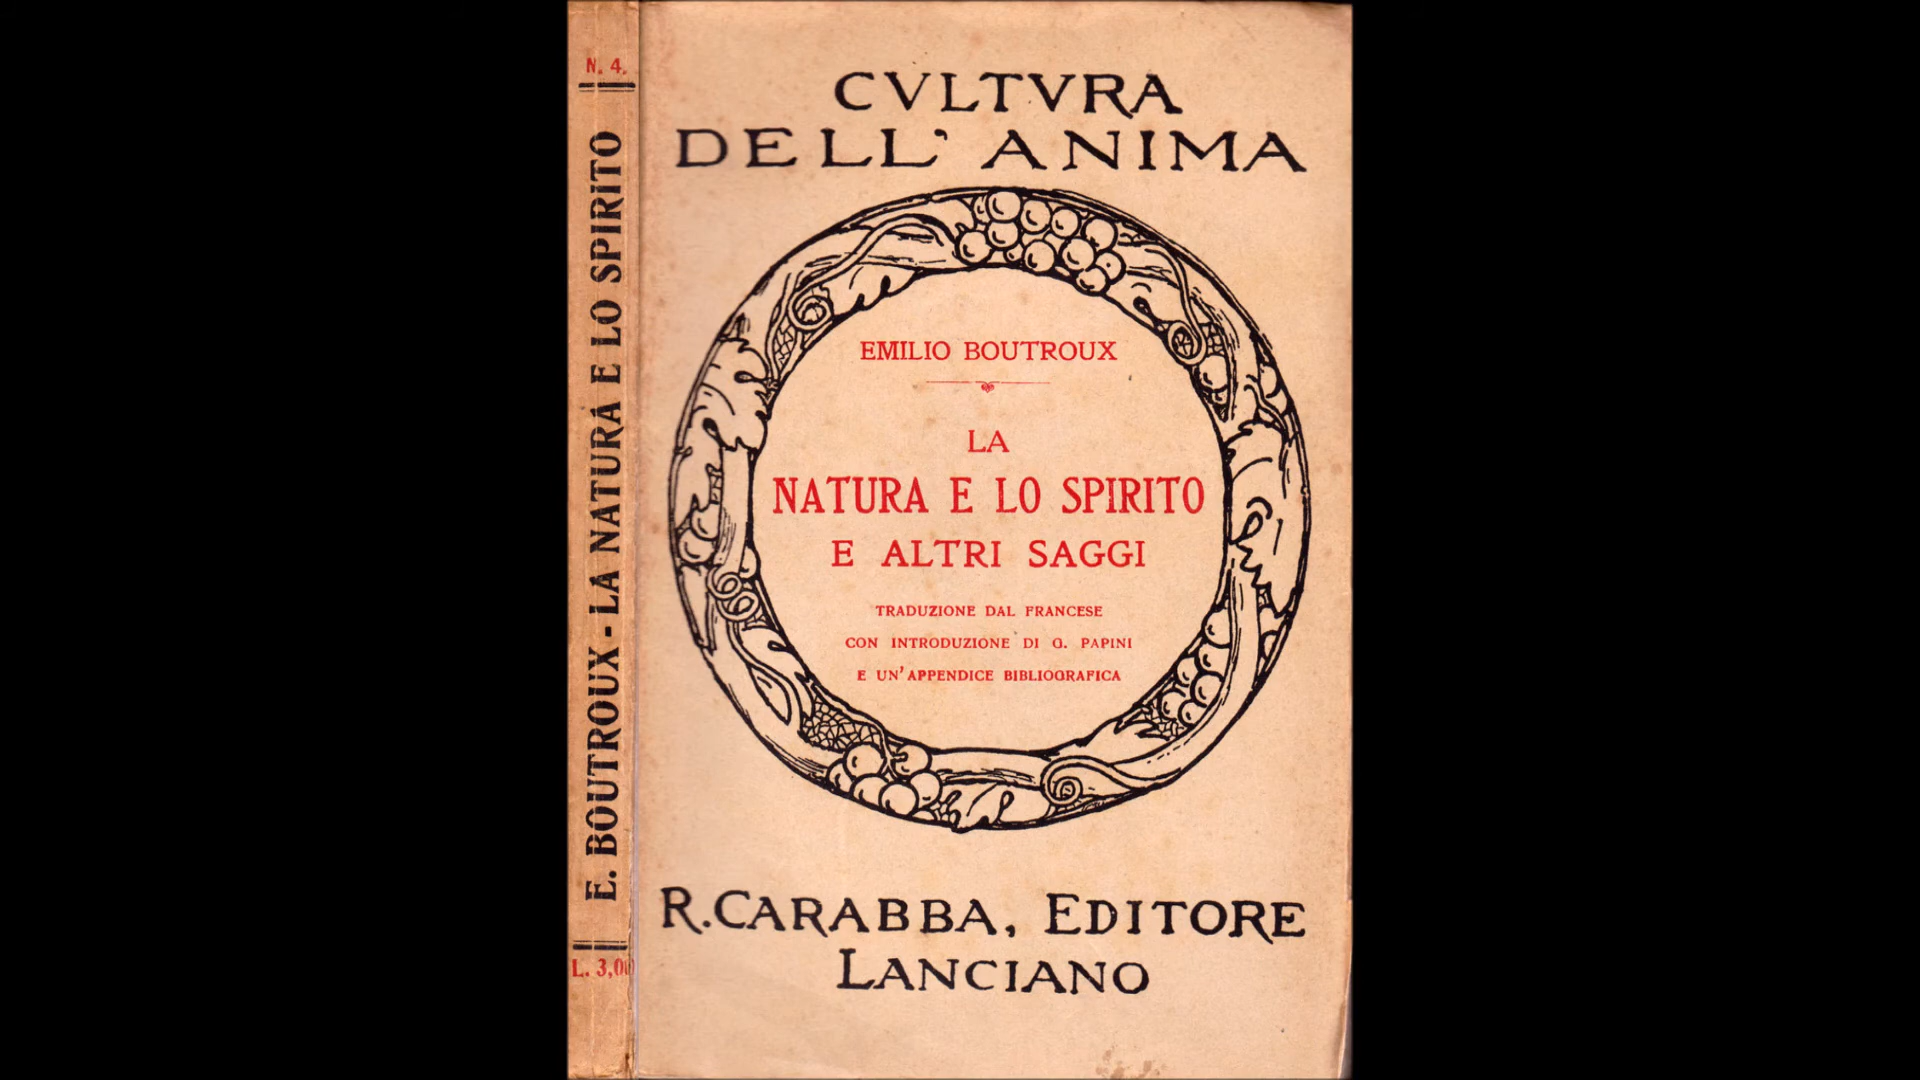 N. 4.
E. BOUTROUX - LA NATURA E LO SPIRITO
L. 3,00
CVLTVRA
DELL' ANIMA
EMILIO BOUTROUX
LA
NATURA E LO SPIRITO
E ALTRI SAGGI
TRADUZIONE DAL FRANCESE
CON INTRODUZIONE DI G. PAPINI
E UN' APPENDICE BIBLIOGRAFICA
R. CARABBA, EDITORE
LANCIANO